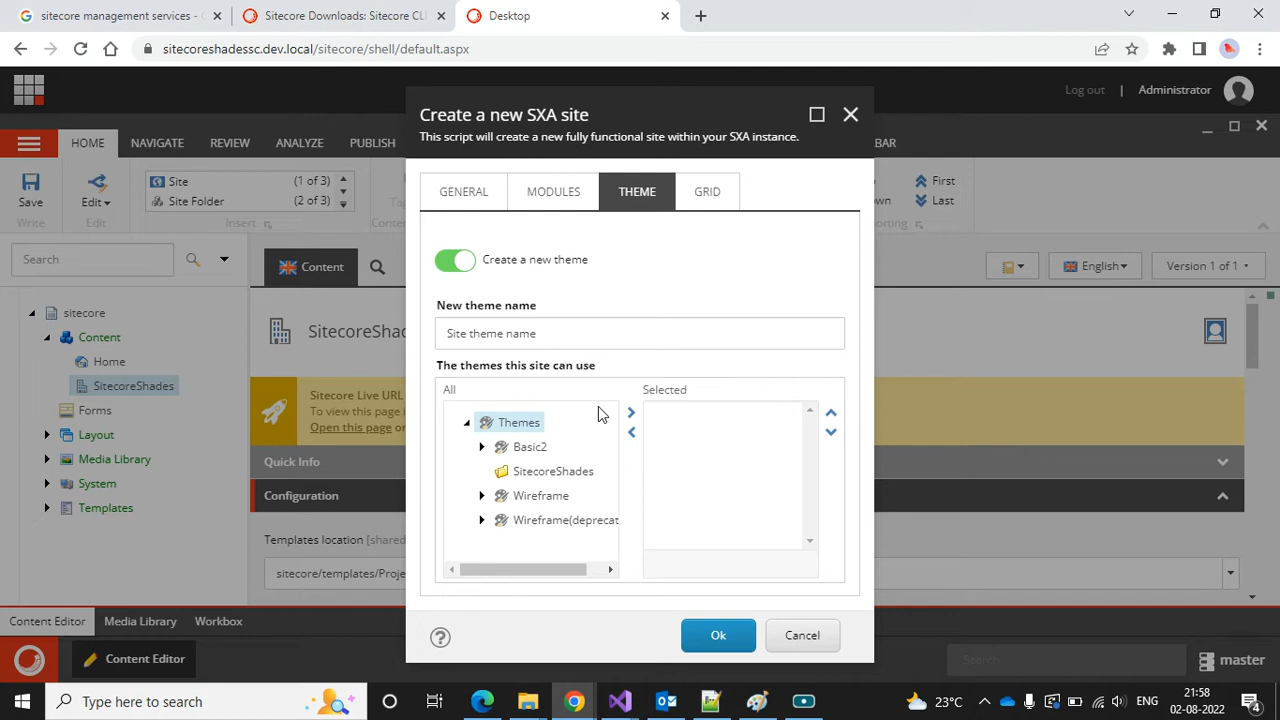 sitecore management services - G
Sitecore Downloads: Sitecore CLI
Desktop
sitecoreshadessc.dev.local/sitecore/shell/default.aspx
Log out | Administrator
Create a new SXA site
This script will create a new fully functional site within your SXA instance.
HOME NAVIGATE REVIEW ANALYZE PUBLISH
Save
Write
Edit
Edit
Site (1 of 3)
Site Folder (2 of 3)
Insert
First
Last
GENERAL MODULES THEME GRID
Search
Content
English
Version 1 of 1
Create a new theme
New theme name
Site theme name
The themes this site can use
All
Selected
Themes
Basic2
SitecoreShades
Wireframe
Wireframe(deprecat
Ok
Cancel
sitecore
Content
Home
SitecoreShades
Forms
Layout
Media Library
System
Templates
Sitecore Live URL
To view this page i
Open this page
Quick Info
Configuration
Templates location [shared
sitecore/templates/Proje
Content Editor Media Library Workbox
Content Editor
Search
master
Type here to search
23°C
ENG
21:58
02-08-2022
4